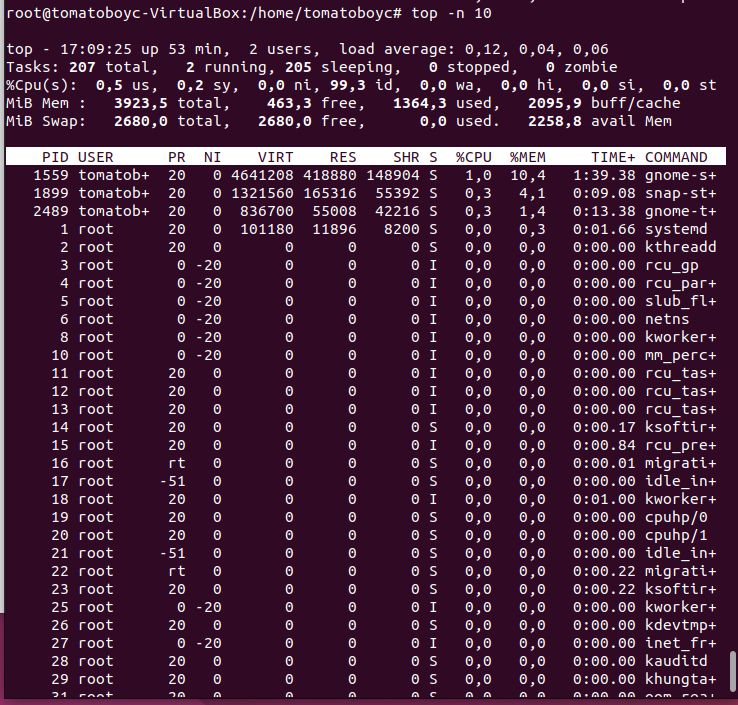 root@tomatoboyc-VirtualBox:/home/tomatoboyc# top -n 10
top - 17:09:25 up 53 min,  2 users,  load average: 0,12, 0,04, 0,06
Tasks: 207 total,   2 running, 205 sleeping,   0 stopped,   0 zombie
%Cpu(s):  0,5 us,  0,2 sy,  0,0 ni, 99,3 id,  0,0 wa,  0,0 hi,  0,0 si,  0,0 st
MiB Mem :   3923,5 total,    463,3 free,   1364,3 used,   2095,9 buff/cache
MiB Swap:   2680,0 total,   2680,0 free,      0,0 used.   2258,8 avail Mem
PID USER      PR  NI    VIRT    RES    SHR S  %CPU  %MEM     TIME+ COMMAND
1559 tomatob+  20   0 4641208 418880 148904 S   1,0  10,4   1:39.38 gnome-s+
1899 tomatob+  20   0 1321560 165316  55392 S   0,3   4,1   0:09.08 snap-st+
2489 tomatob+  20   0  836700  55008  42216 S   0,3   1,4   0:13.38 gnome-t+
1 root      20   0  101180  11896   8200 S   0,0   0,3   0:01.66 systemd
2 root      20   0       0      0      0 S   0,0   0,0   0:00.00 kthreadd
3 root       0 -20       0      0      0 I   0,0   0,0   0:00.00 rcu_gp
4 root       0 -20       0      0      0 I   0,0   0,0   0:00.00 rcu_par+
5 root       0 -20       0      0      0 I   0,0   0,0   0:00.00 slub_fl+
6 root       0 -20       0      0      0 I   0,0   0,0   0:00.00 netns
8 root       0 -20       0      0      0 I   0,0   0,0   0:00.00 kworker+
10 root       0 -20       0      0      0 I   0,0   0,0   0:00.00 mm_perc+
11 root      20   0       0      0      0 I   0,0   0,0   0:00.00 rcu_tas+
12 root      20   0       0      0      0 I   0,0   0,0   0:00.00 rcu_tas+
13 root      20   0       0      0      0 I   0,0   0,0   0:00.00 rcu_tas+
14 root      20   0       0      0      0 S   0,0   0,0   0:00.17 ksoftir+
15 root      20   0       0      0      0 I   0,0   0,0   0:00.84 rcu_pre+
16 root      rt   0       0      0      0 S   0,0   0,0   0:00.01 migrati+
17 root     -51   0       0      0      0 S   0,0   0,0   0:00.00 idle_in+
18 root      20   0       0      0      0 I   0,0   0,0   0:01.00 kworker+
19 root      20   0       0      0      0 S   0,0   0,0   0:00.00 cpuhp/0
20 root      20   0       0      0      0 S   0,0   0,0   0:00.00 cpuhp/1
21 root     -51   0       0      0      0 S   0,0   0,0   0:00.00 idle_in+
22 root      rt   0       0      0      0 S   0,0   0,0   0:00.22 migrati+
23 root      20   0       0      0      0 S   0,0   0,0   0:00.22 ksoftir+
25 root       0 -20       0      0      0 I   0,0   0,0   0:00.00 kworker+
26 root      20   0       0      0      0 S   0,0   0,0   0:00.00 kdevtmp+
27 root       0 -20       0      0      0 I   0,0   0,0   0:00.00 inet_fr+
28 root      20   0       0      0      0 S   0,0   0,0   0:00.00 kauditd
29 root      20   0       0      0      0 S   0,0   0,0   0:00.00 khungta+
31 root      20   0       0      0      0 S   0,0   0,0   0:00.00 oom_rea+